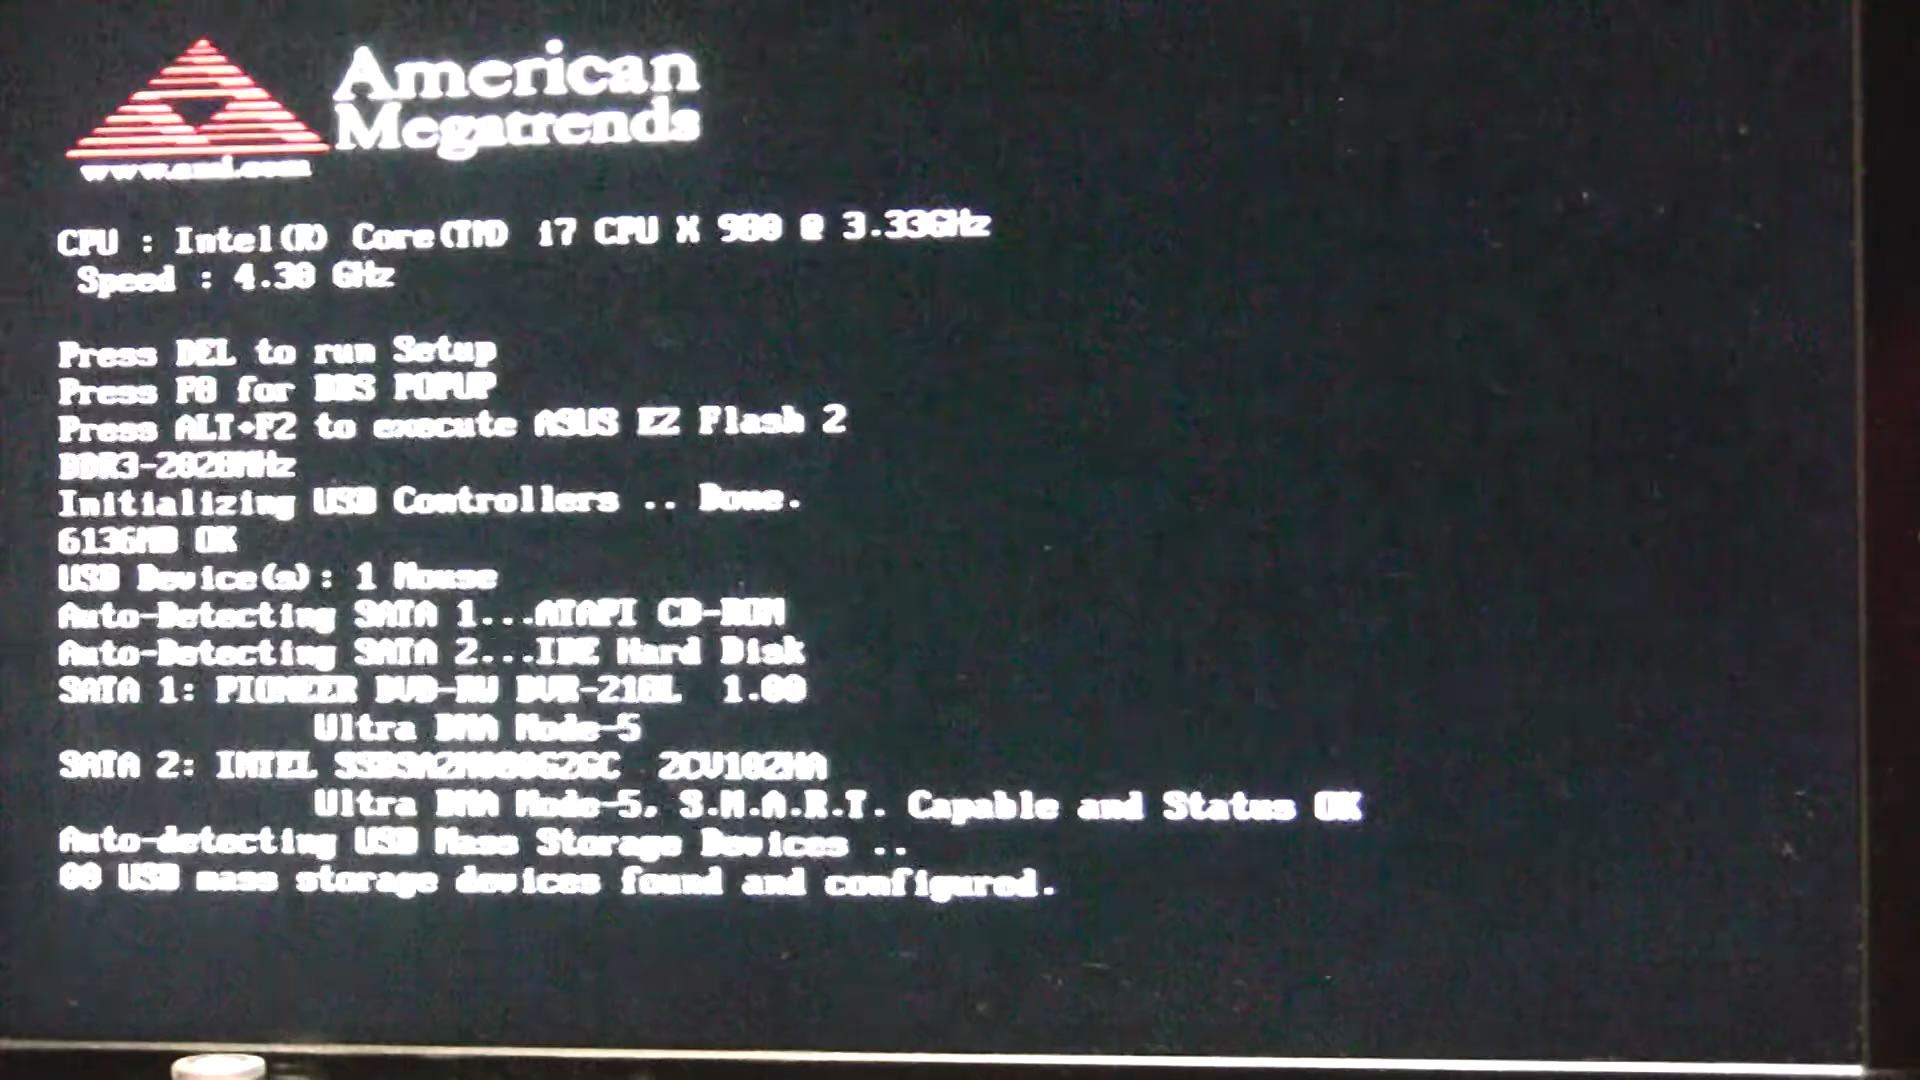 American
Megatrends
www.ami.com
CPU : Intel(R) Core(TM) i7 CPU X 980 @ 3.33GHz
Speed : 4.30 GHz
Press DEL to run Setup
Press F8 for BBS POPUP
Press ALT+F2 to execute ASUS EZ Flash 2
DDR3-2020MHz
Initializing USB Controllers .. Done.
6136MB OK
USB Device(s): 1 Mouse
Auto-Detecting SATA 1...ATAPI CD-ROM
Auto-Detecting SATA 2...IDE Hard Disk
SATA 1: PIONEER DVD-RW DVR-218L 1.00
Ultra DMA Mode-5
SATA 2: INTEL 2CV102HA
Ultra DMA Mode-5, S.M.A.R.T. Capable and Status OK
Auto-detecting USB Mass Storage Devices ..
00 USB mass storage devices found and configured.